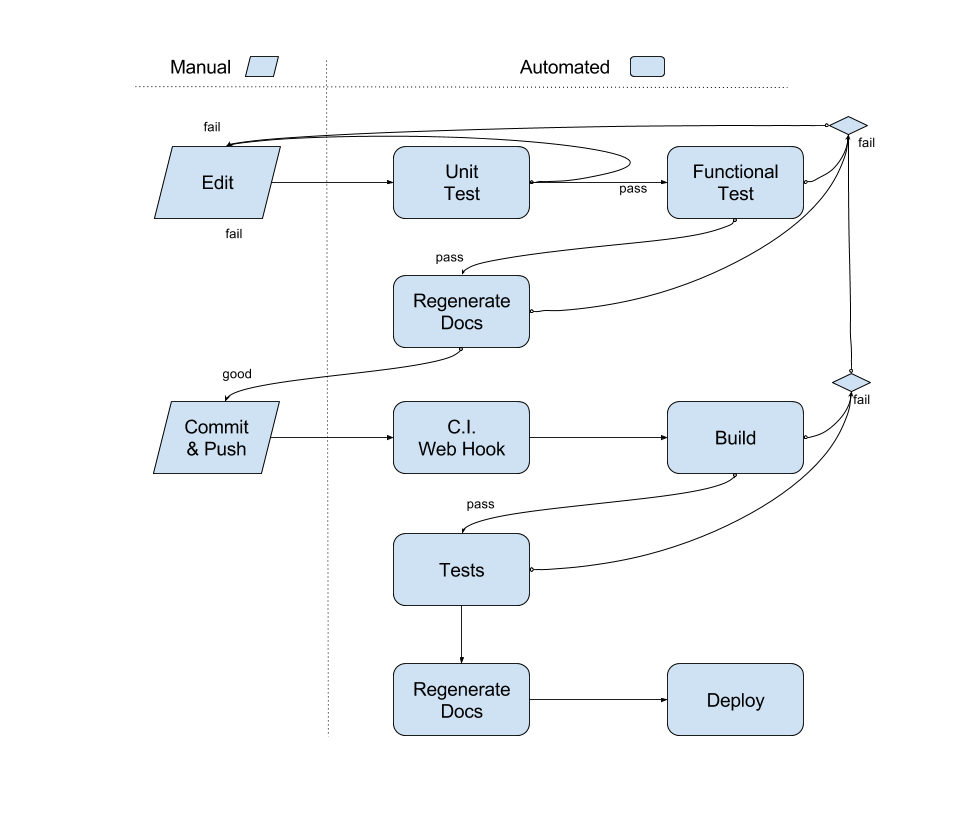 Manual
Automated
fail
fail
Edit
Unit
Test
pass
Functional
Test
fail
pass
Regenerate
Docs
good
fail
Commit
& Push
C.I.
Web Hook
Build
pass
Tests
Regenerate
Docs
Deploy